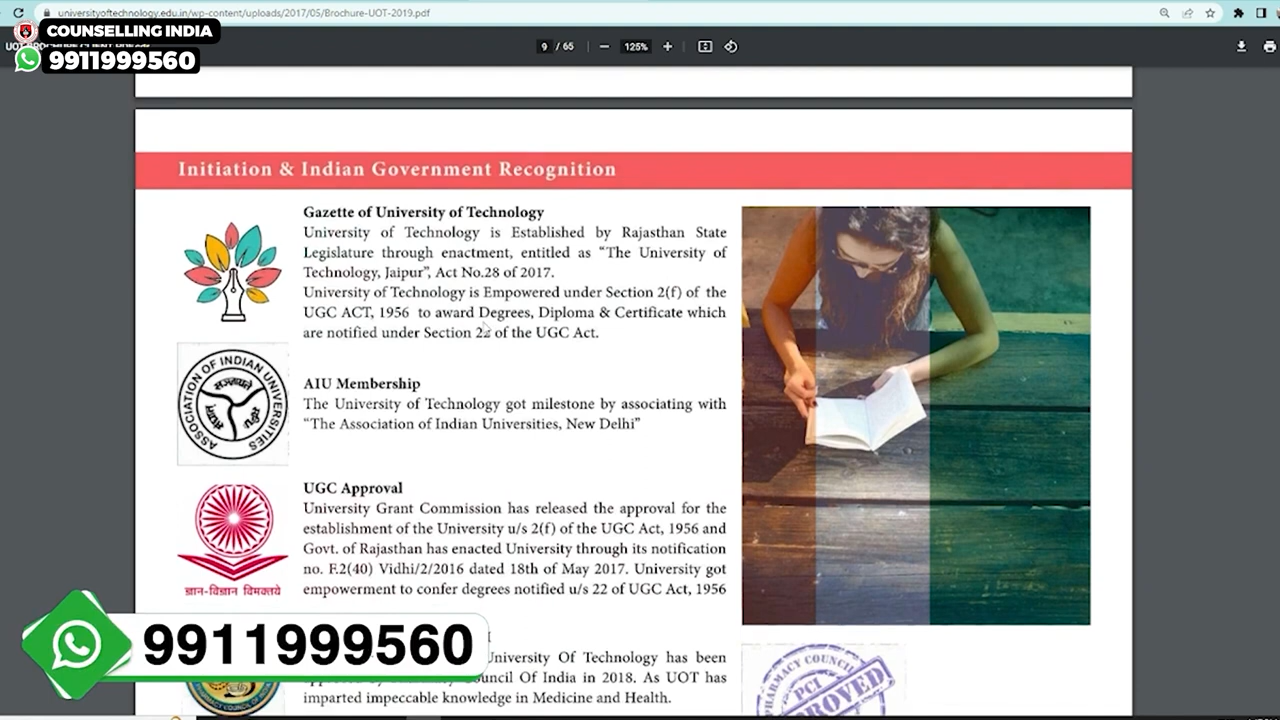 universityoftechnology.edu.in/wp-content/uploads/2017/05/Brochure-UOT-2019.pdf
COUNSELLING INDIA
9911999560
9 / 65
125%
Initiation & Indian Government Recognition
Gazette of University of Technology
University of Technology is Established by Rajasthan State
Legislature through enactment, entitled as “The University of
Technology, Jaipur”, Act No.28 of 2017.
University of Technology is Empowered under Section 2(f) of the
UGC ACT, 1956 to award Degrees, Diploma & Certificate which
are notified under Section 22 of the UGC Act.
ASSOCIATION OF INDIAN UNIVERSITIES
AIU Membership
The University of Technology got milestone by associating with
“The Association of Indian Universities, New Delhi”
UGC Approval
University Grant Commission has released the approval for the
establishment of the University u/s 2(f) of the UGC Act, 1956 and
Govt. of Rajasthan has enacted University through its notification
no. F.2(40) Vidhi/2/2016 dated 18th of May 2017. University got
empowerment to confer degrees notified u/s 22 of UGC Act, 1956
ज्ञान-विज्ञान विमुक्तये
9911999560
University Of Technology has been
Council Of India in 2018. As UOT has
imparted impeccable knowledge in Medicine and Health.
PHARMACY COUNCIL
PCI
APPROVED